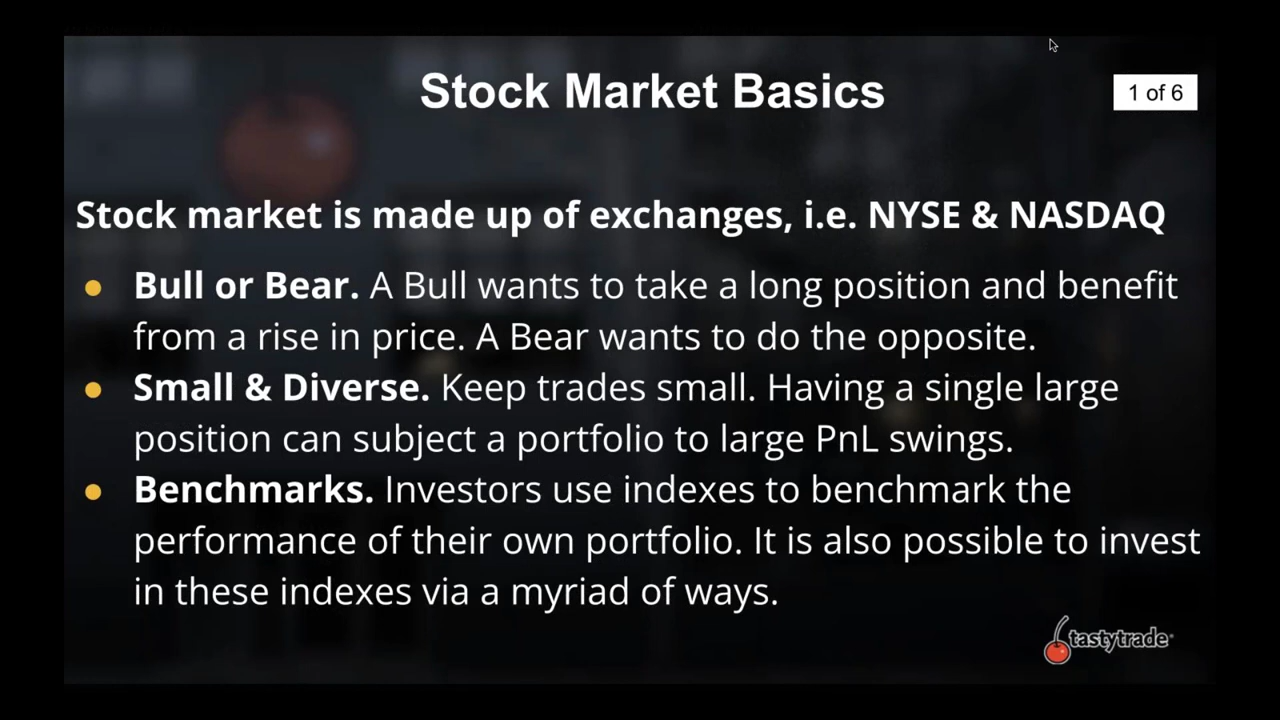 Stock Market Basics
1 of 6
Stock market is made up of exchanges, i.e. NYSE & NASDAQ
● Bull or Bear. A Bull wants to take a long position and benefit
from a rise in price. A Bear wants to do the opposite.
● Small & Diverse. Keep trades small. Having a single large
position can subject a portfolio to large PnL swings.
● Benchmarks. Investors use indexes to benchmark the
performance of their own portfolio. It is also possible to invest
in these indexes via a myriad of ways.
tastytrade